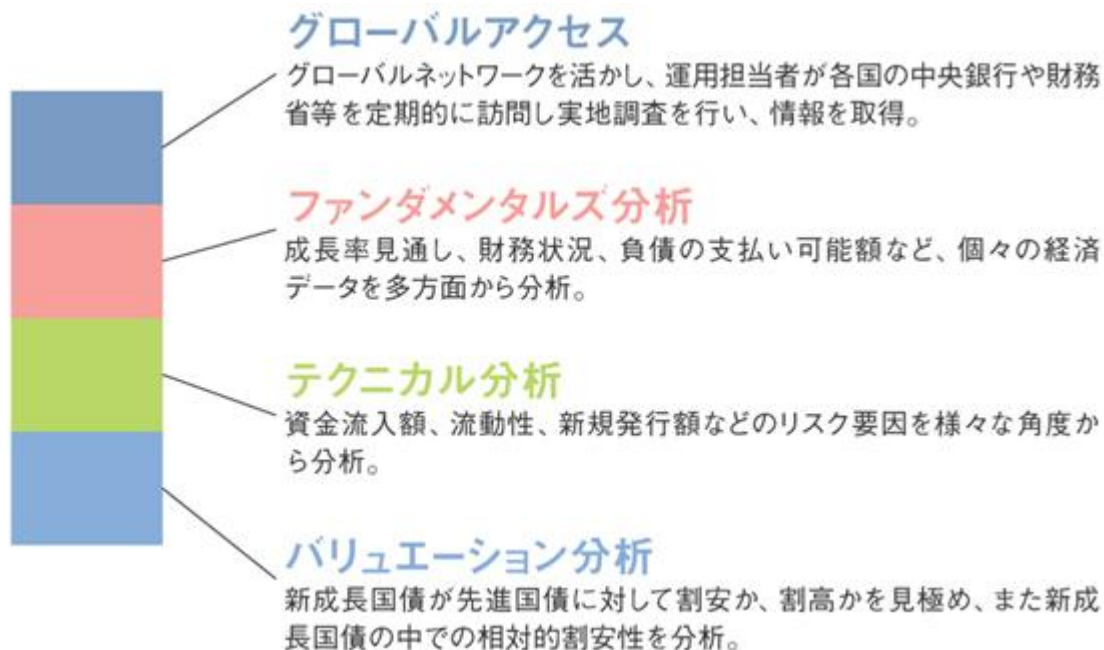 グローバルアクセス
グローバルネットワークを活かし、運用担当者が各国の中央銀行や財務
省等を定期的に訪問し実地調査を行い、情報を取得。
ファンダメンタルズ分析
成長率見通し、財務状況、負債の支払い可能額など、個々の経済
データを多方面から分析。
テクニカル分析
資金流入額、流動性、新規発行額などのリスク要因を様々な角度か
ら分析。
バリュエーション分析
新成長国債が先進国債に対して割安か、割高かを見極め、また新成
長国債の中での相対的割安性を分析。